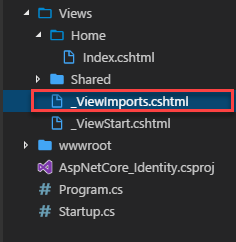 Views
Home
Index.cshtml
Shared
_ViewImports.cshtml
_ViewStart.cshtml
wwwroot
AspNetCore_Identity.csproj
Program.cs
Startup.cs